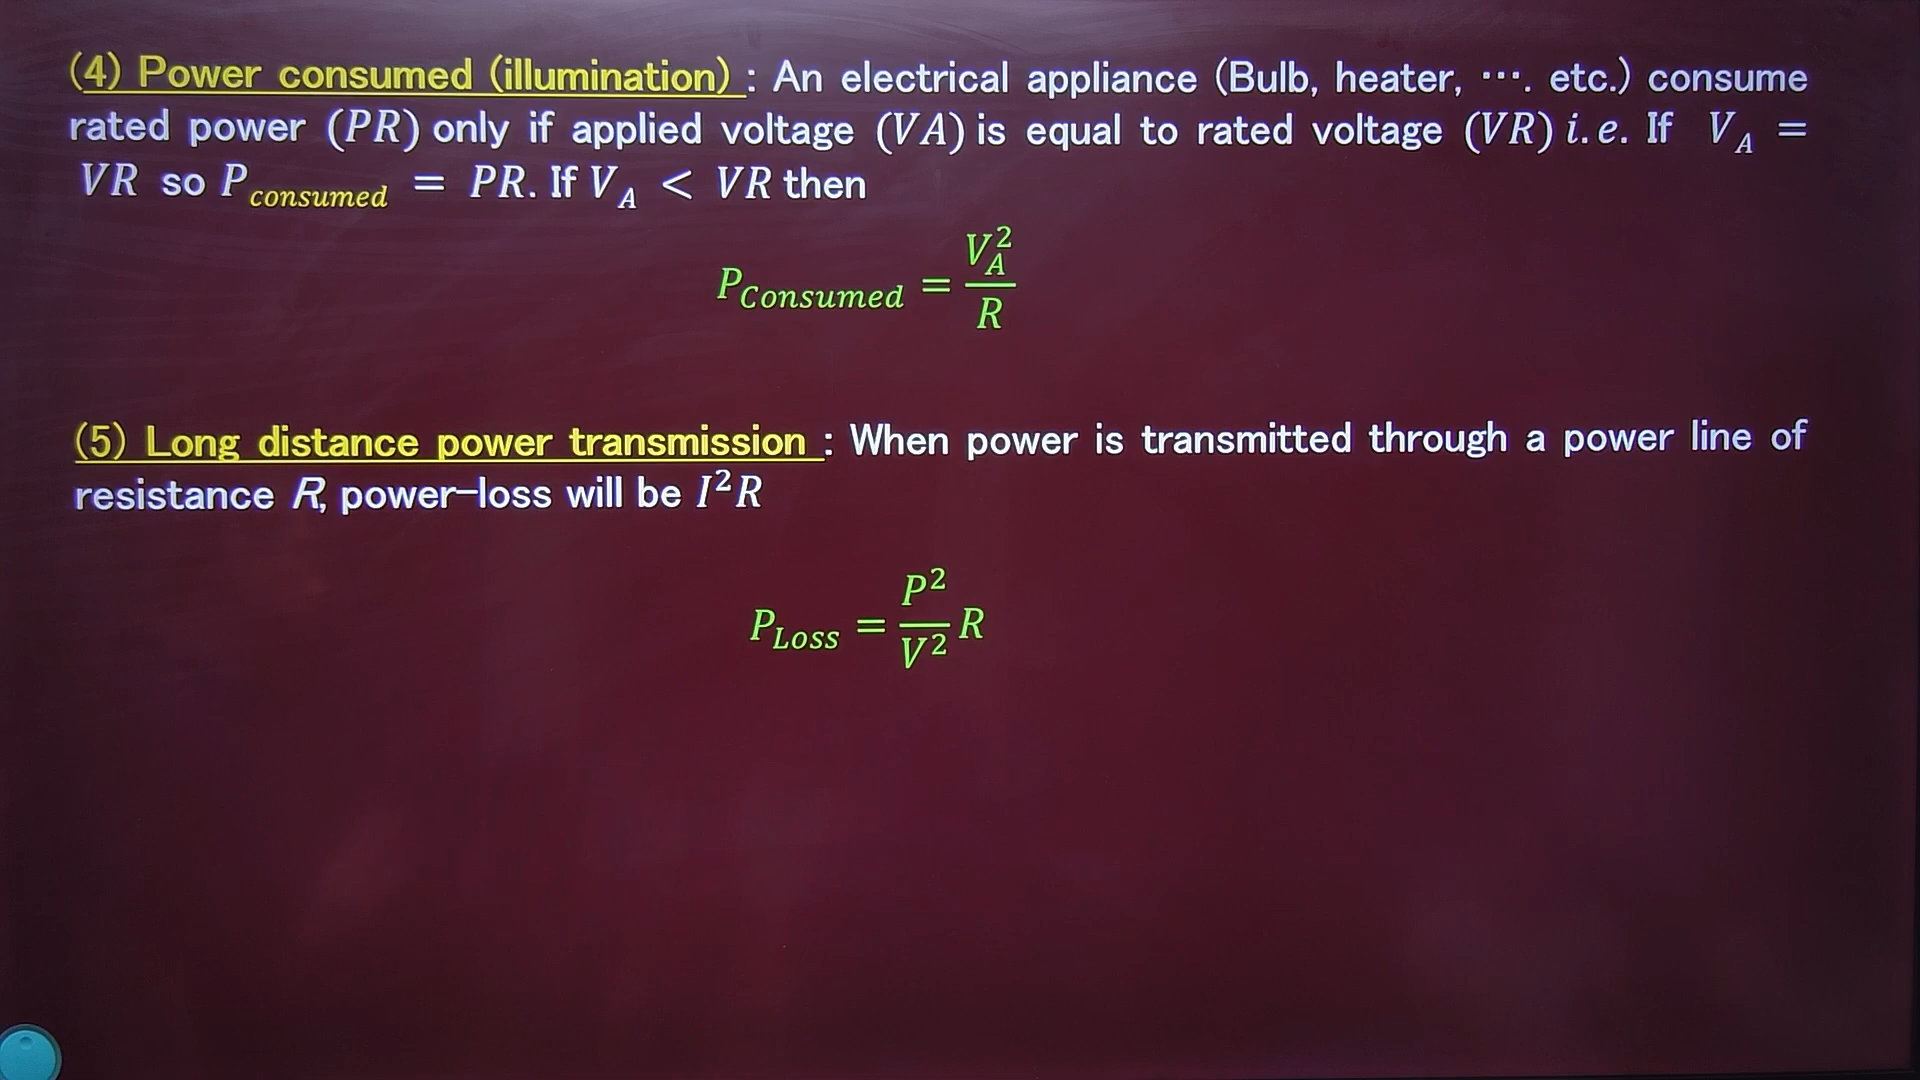 (4) Power consumed (illumination) : An electrical appliance (Bulb, heater, …. etc.) consume
rated power (PR) only if applied voltage (VA) is equal to rated voltage (VR) i.e. If V_A =
VR so P_consumed = PR. If V_A < VR then
P_Consumed = V_A^2 / R
(5) Long distance power transmission : When power is transmitted through a power line of
resistance R, power-loss will be I²R
P_Loss = P²/V² R